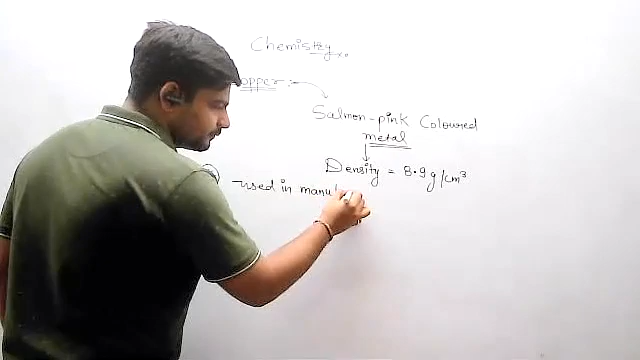 Chemistry
opper :-
Salmon-pink Coloured
metal
Density = 8.9 g/cm³
used in manu